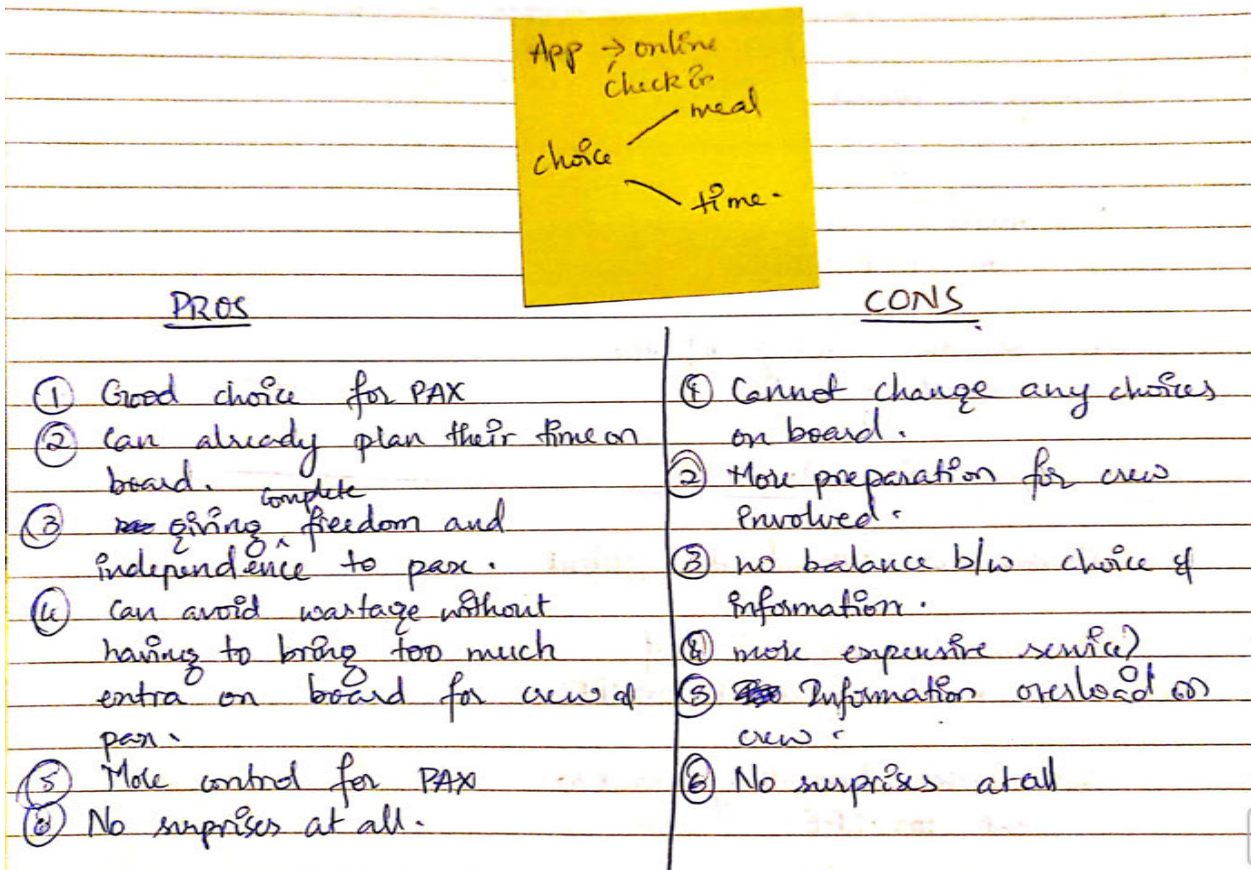 App → online
check in
meal
choice
time.
PROS
① Good choice for PAX
② can already plan their time on
board.
complete
③ giving ^ freedom and
independence to pax.
④ can avoid wastage without
having to bring too much
extra on board for crew &
pax.
⑤ More control for PAX
⑥ No surprises at all.
CONS
① Cannot change any choices
on board.
② More preparation for crew
involved.
③ no balance b/w choice &
information.
④ more expensive service?
⑤ Information overload on
crew.
⑥ No surprises at all